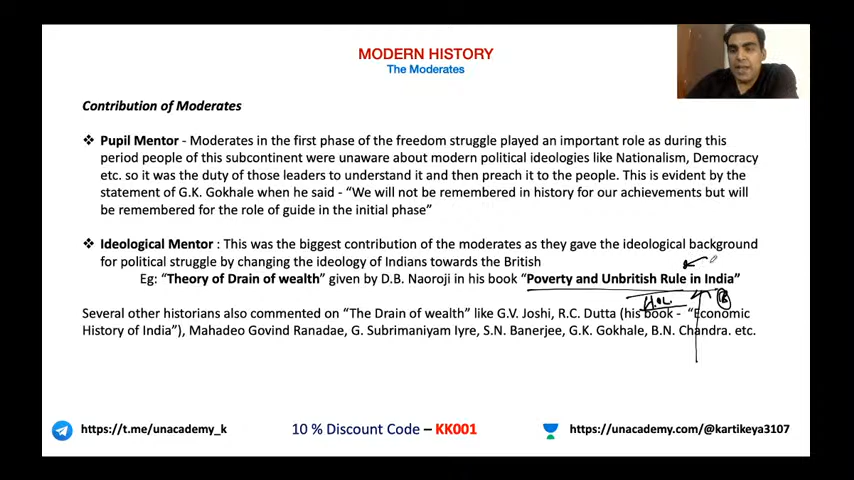 MODERN HISTORY
The Moderates
Contribution of Moderates
❖ Pupil Mentor - Moderates in the first phase of the freedom struggle played an important role as during this
period people of this subcontinent were unaware about modern political ideologies like Nationalism, Democracy
etc. so it was the duty of those leaders to understand it and then preach it to the people. This is evident by the
statement of G.K. Gokhale when he said - “We will not be remembered in history for our achievements but will
be remembered for the role of guide in the initial phase”
❖ Ideological Mentor : This was the biggest contribution of the moderates as they gave the ideological background
for political struggle by changing the ideology of Indians towards the British
Eg: “Theory of Drain of wealth” given by D.B. Naoroji in his book “Poverty and Unbritish Rule in India”
Several other historians also commented on “The Drain of wealth” like G.V. Joshi, R.C. Dutta (his book - “Economic
History of India”), Mahadeo Govind Ranadae, G. Subrimaniyam Iyre, S.N. Banerjee, G.K. Gokhale, B.N. Chandra. etc.
https://t.me/unacademy_k
10 % Discount Code – KK001
https://unacademy.com/@kartikeya3107